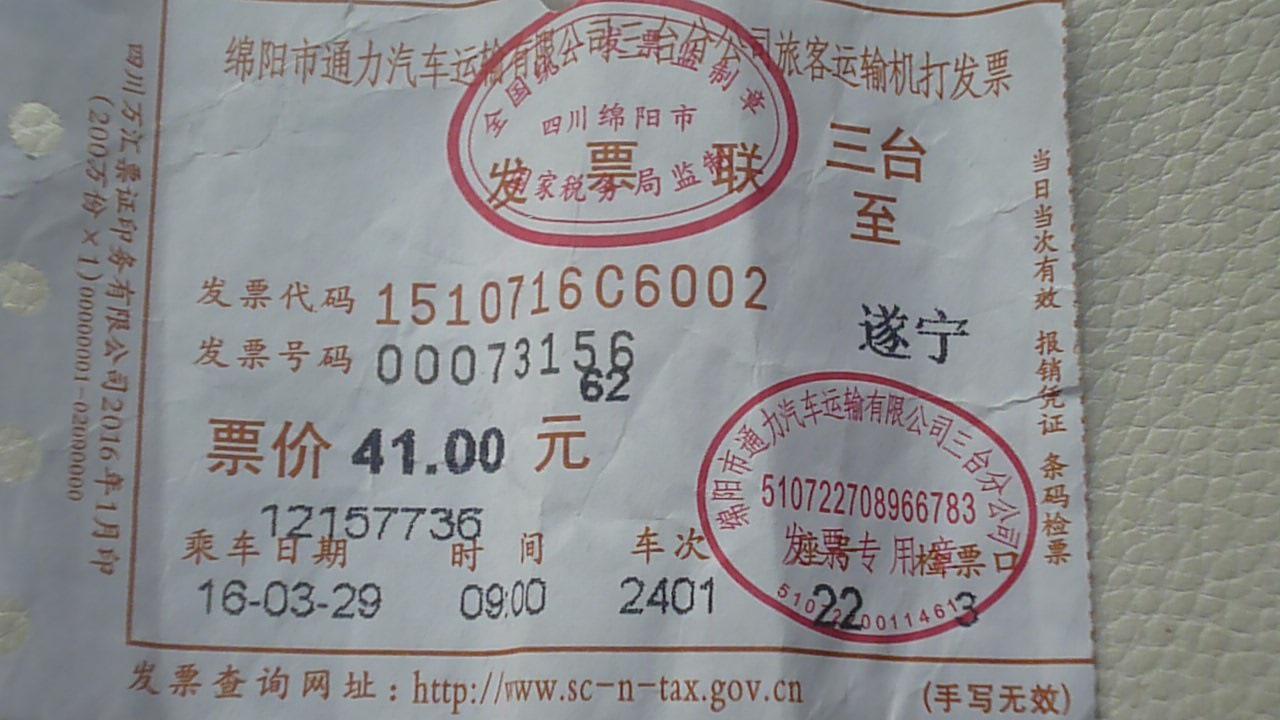 绵阳市通力汽车运输有限公司三台分公司旅客运输机打发票
全国统一发票监制章
四川绵阳市
国家税务局监制
发票联
三台
至
遂宁
发票代码 1510716C6002
发票号码 00073156
62
票价 41.00 元
12157736
乘车日期 时间 车次 座号 检票口
16-03-29 09:00 2401 22 3
绵阳市通力汽车运输有限公司三台分公司
510722708966783
发票专用章
发票查询网址:http://www.sc-n-tax.gov.cn
(手写无效)
当日当次有效 报销凭证 条码检票
四川万江票证印务有限公司2016年1月印
(200万份×1)00000001-02000000